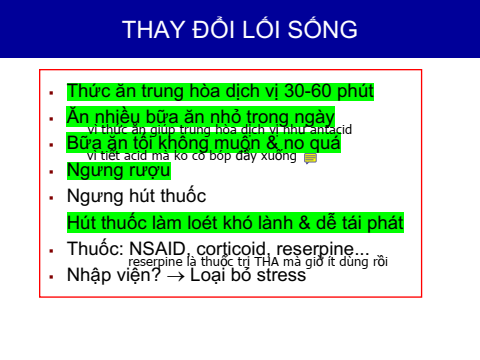 THAY ĐỔI LỐI SỐNG
Thức ăn trung hòa dịch vị 30-60 phút
Ăn nhiều bữa ăn nhỏ trong ngày
vì thức ăn giúp trung hòa dịch vị như antacid
Bữa ăn tối không muộn & no quá
vì tiết acid mà ko có bóp đẩy xuống
Ngưng rượu
Ngưng hút thuốc
Hút thuốc làm loét khó lành & dễ tái phát
Thuốc: NSAID, corticoid, reserpine...
reserpine là thuốc trị THA mà giờ ít dùng rồi
Nhập viện? → Loại bỏ stress